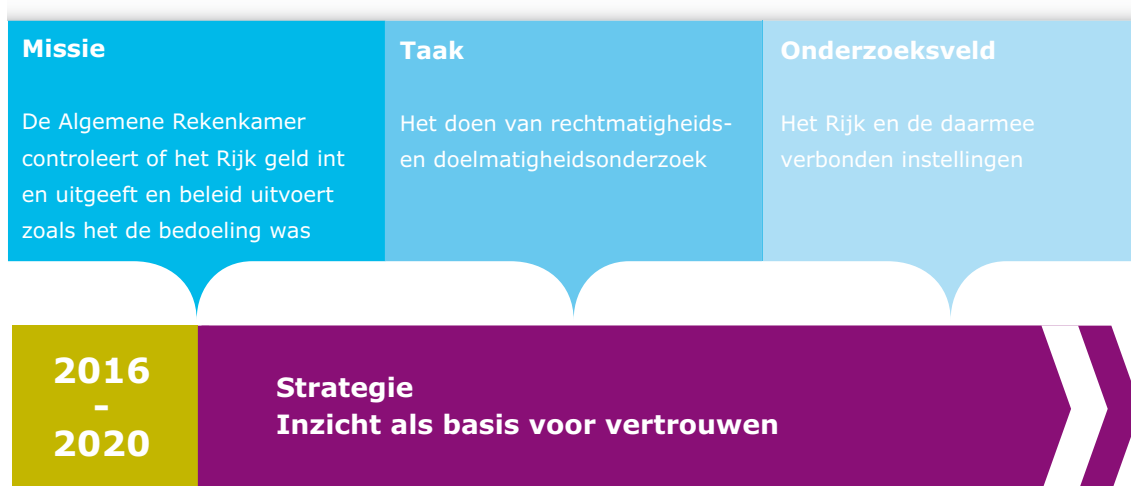 Missie
De Algemene Rekenkamer
controleert of het Rijk geld int
en uitgeeft en beleid uitvoert
zoals het de bedoeling was
Taak
Het doen van rechtmatigheids-
en doelmatigheidsonderzoek
Onderzoeksveld
Het Rijk en de daarmee
verbonden instellingen
2016
-
2020
Strategie
Inzicht als basis voor vertrouwen